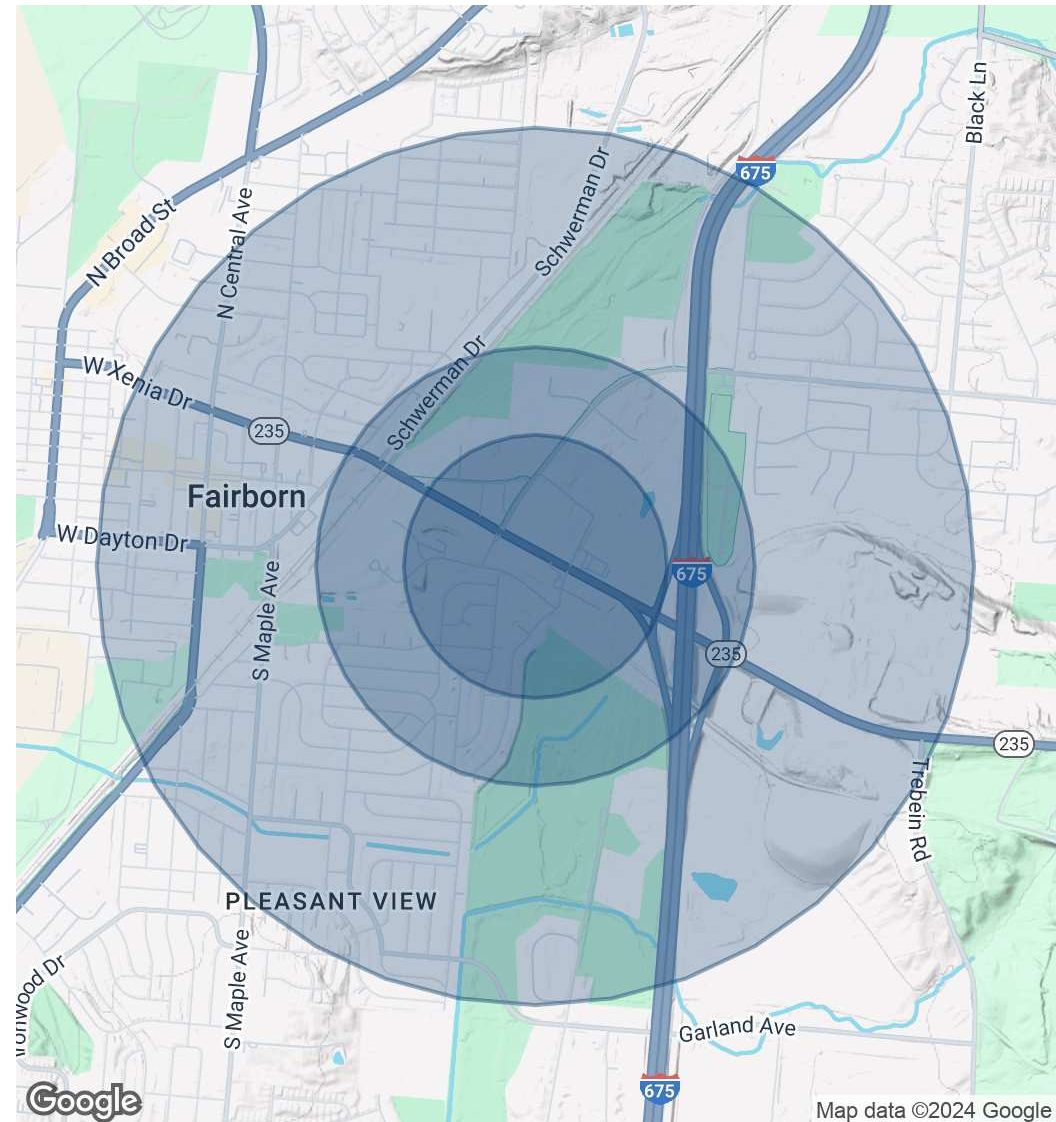 Black Ln
675
Schwerman Dr
N Broad St
N Central Ave
Schwerman Dr
W Xenia Dr
235
Fairborn
W Dayton Dr
675
S Maple Ave
235
235
Trebein Rd
PLEASANT VIEW
S Maple Ave
Garland Ave
675
Google
Map data ©2024 Google